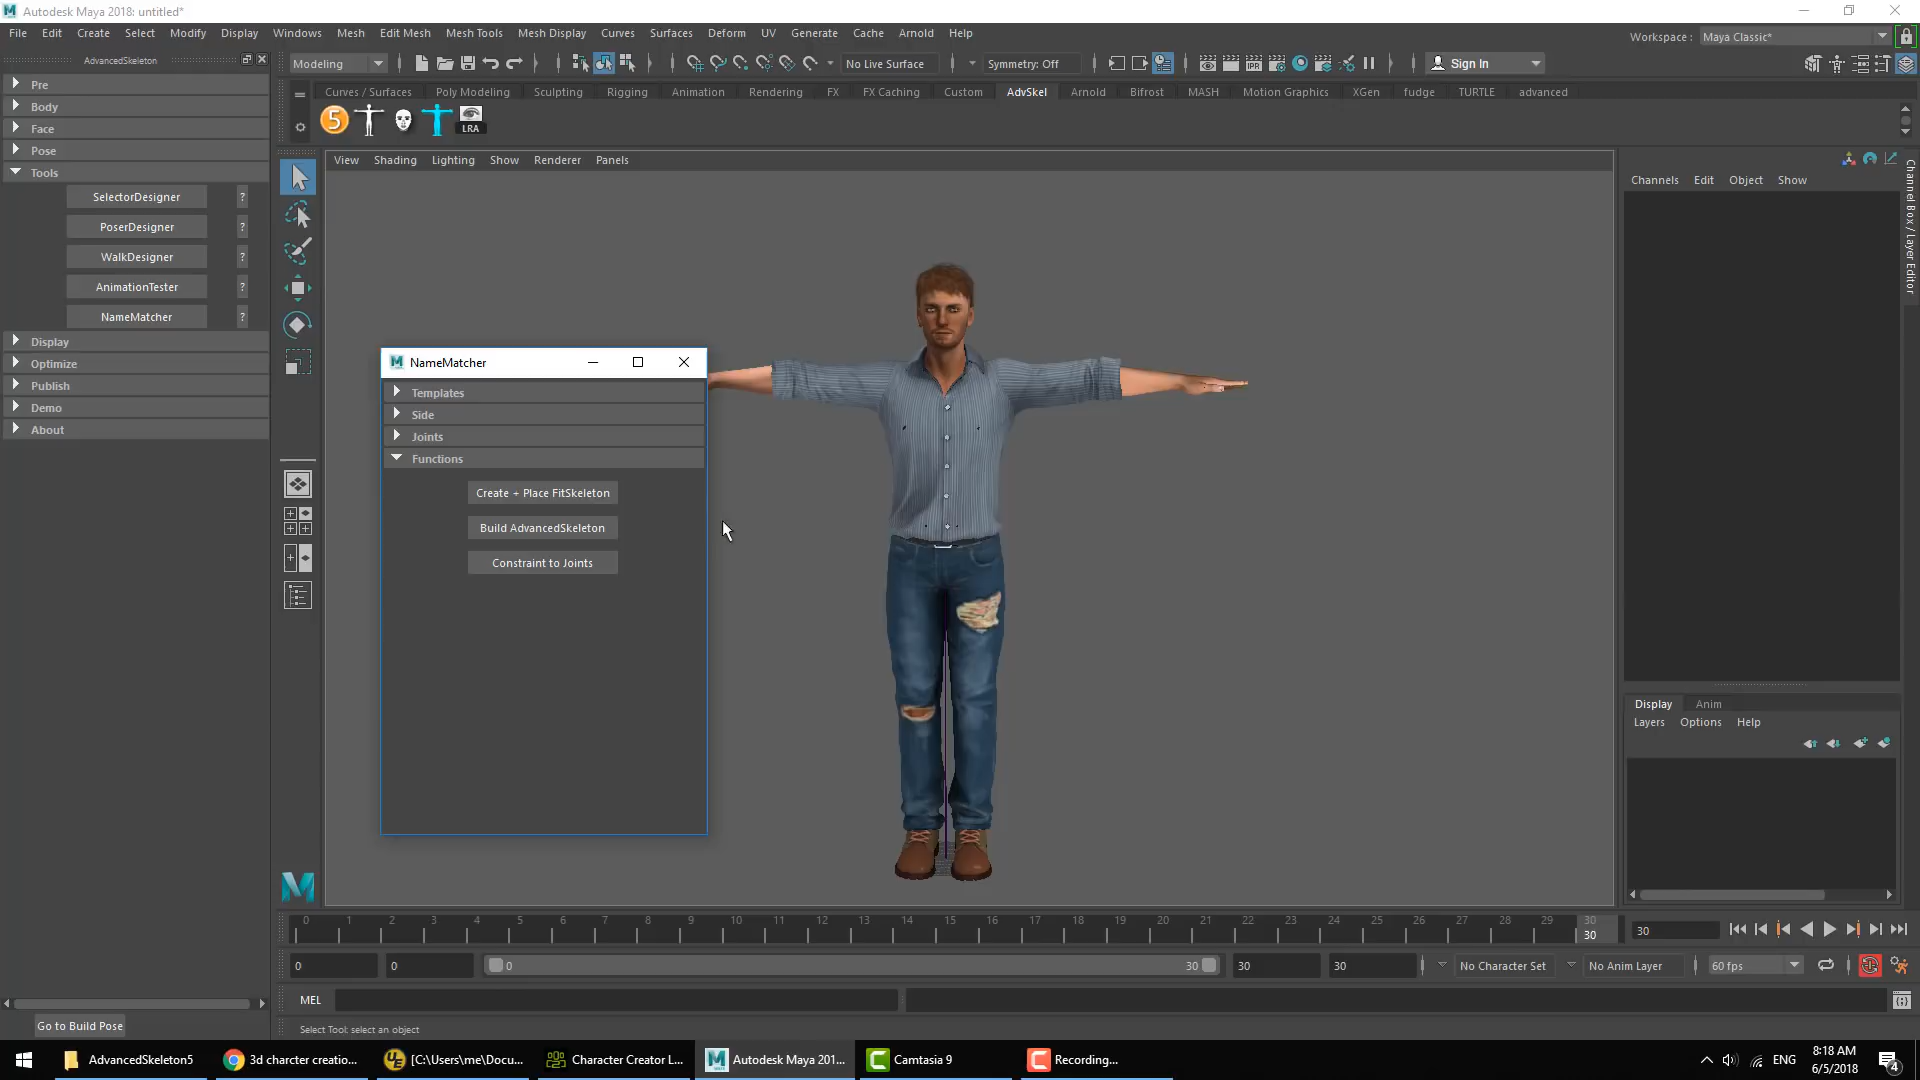 Autodesk Maya 2018: untitled*
File Edit Create Select Modify Display Windows Mesh Edit Mesh Mesh Tools Mesh Display Curves Surfaces Deform UV Generate Cache Arnold Help
Workspace : Maya Classic*
AdvancedSkeleton
Modeling No Live Surface Symmetry: Off Sign In
Pre
Body
Face
Pose
Tools
SelectorDesigner ?
PoserDesigner ?
WalkDesigner ?
AnimationTester ?
NameMatcher ?
Display
Optimize
Publish
Demo
About
Curves / Surfaces Poly Modeling Sculpting Rigging Animation Rendering FX FX Caching Custom AdvSkel Arnold Bifrost MASH Motion Graphics XGen fudge TURTLE advanced
5 LRA
IPR
View Shading Lighting Show Renderer Panels
NameMatcher
Templates
Side
Joints
Functions
Create + Place FitSkeleton
Build AdvancedSkeleton
Constraint to Joints
Channels Edit Object Show
Channel Box / Layer Editor
Display Anim
Layers Options Help
0 1 2 3 4 5 6 7 8 9 10 11 12 13 14 15 16 17 18 19 20 21 22 23 24 25 26 27 28 29 30
30
30
0 0 0 30 30 30 No Character Set No Anim Layer 60 fps
MEL
Go to Build Pose
Select Tool: select an object
AdvancedSkeleton5 3d charcter creatio... [C:\Users\me\Docu... Character Creator L... Autodesk Maya 201... Camtasia 9 Recording...
ENG
8:18 AM
6/5/2018
4